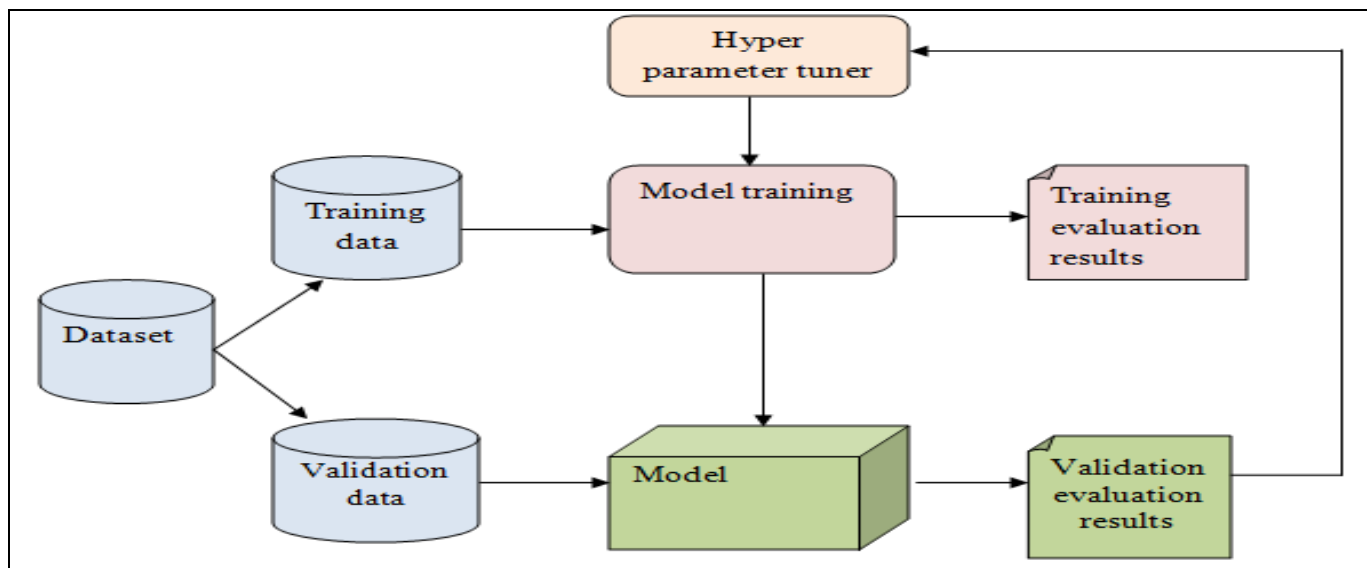 Hyper
parameter tuner
Training
data
Model training
Training
evaluation
results
Dataset
Validation
data
Model
Validation
evaluation
results